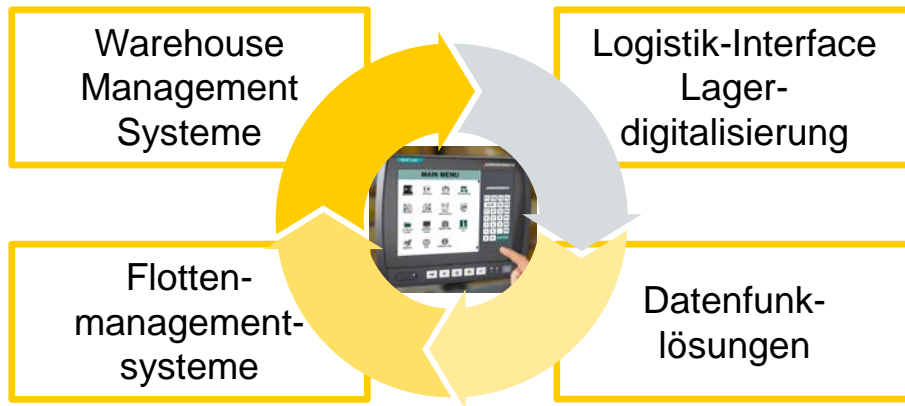 Warehouse
Management
Systeme
Logistik-Interface
Lager-
digitalisierung
MAIN MENU
Flotten-
management-
systeme
Datenfunk-
lösungen